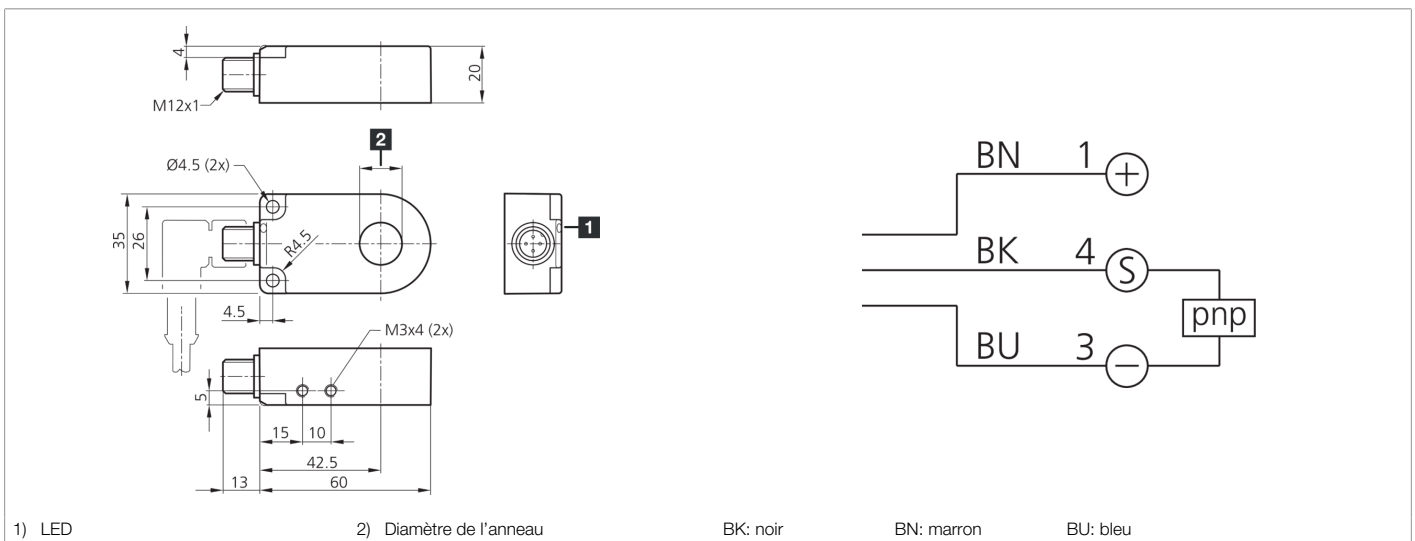 4
20
M12x1
2
Ø4.5 (2x)
35
26
R4.5
1
4.5
M3x4 (2x)
5
15
10
42.5
13
60
BN 1
+
BK 4
S
pnp
BU 3
−
1) LED 2) Diamètre de l'anneau BK: noir BN: marron BU: bleu